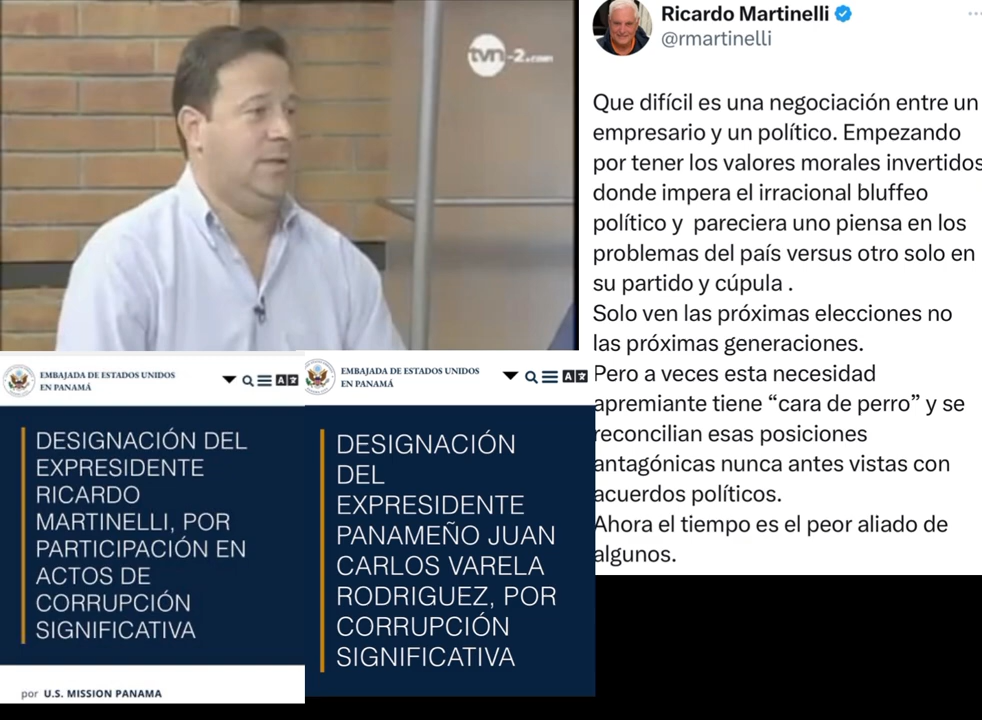 tvn-2.com
Ricardo Martinelli
@rmartinelli
Que difícil es una negociación entre un
empresario y un político. Empezando
por tener los valores morales invertidos
donde impera el irracional bluffeo
político y  pareciera uno piensa en los
problemas del país versus otro solo en
su partido y cúpula .
Solo ven las próximas elecciones no
las próximas generaciones.
Pero a veces esta necesidad
apremiante tiene “cara de perro” y se
reconcilian esas posiciones
antagónicas nunca antes vistas con
acuerdos políticos.
Ahora el tiempo es el peor aliado de
algunos.
EMBAJADA DE ESTADOS UNIDOS
EN PANAMÁ
DESIGNACIÓN DEL
EXPRESIDENTE
RICARDO
MARTINELLI, POR
PARTICIPACIÓN EN
ACTOS DE
CORRUPCIÓN
SIGNIFICATIVA
por U.S. MISSION PANAMA
EMBAJADA DE ESTADOS UNIDOS
EN PANAMÁ
DESIGNACIÓN
DEL
EXPRESIDENTE
PANAMEÑO JUAN
CARLOS VARELA
RODRIGUEZ, POR
CORRUPCIÓN
SIGNIFICATIVA